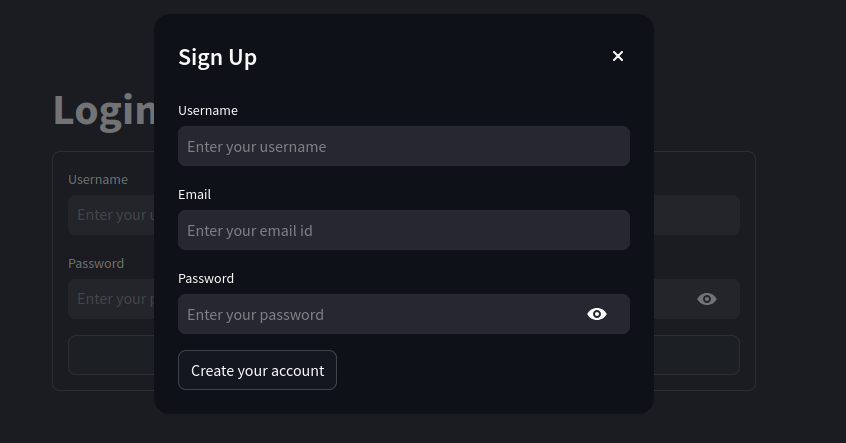 Sign Up
Username
Enter your username
Email
Enter your email id
Password
Enter your password
Create your account
Login
Username
Enter your
Password
Enter your